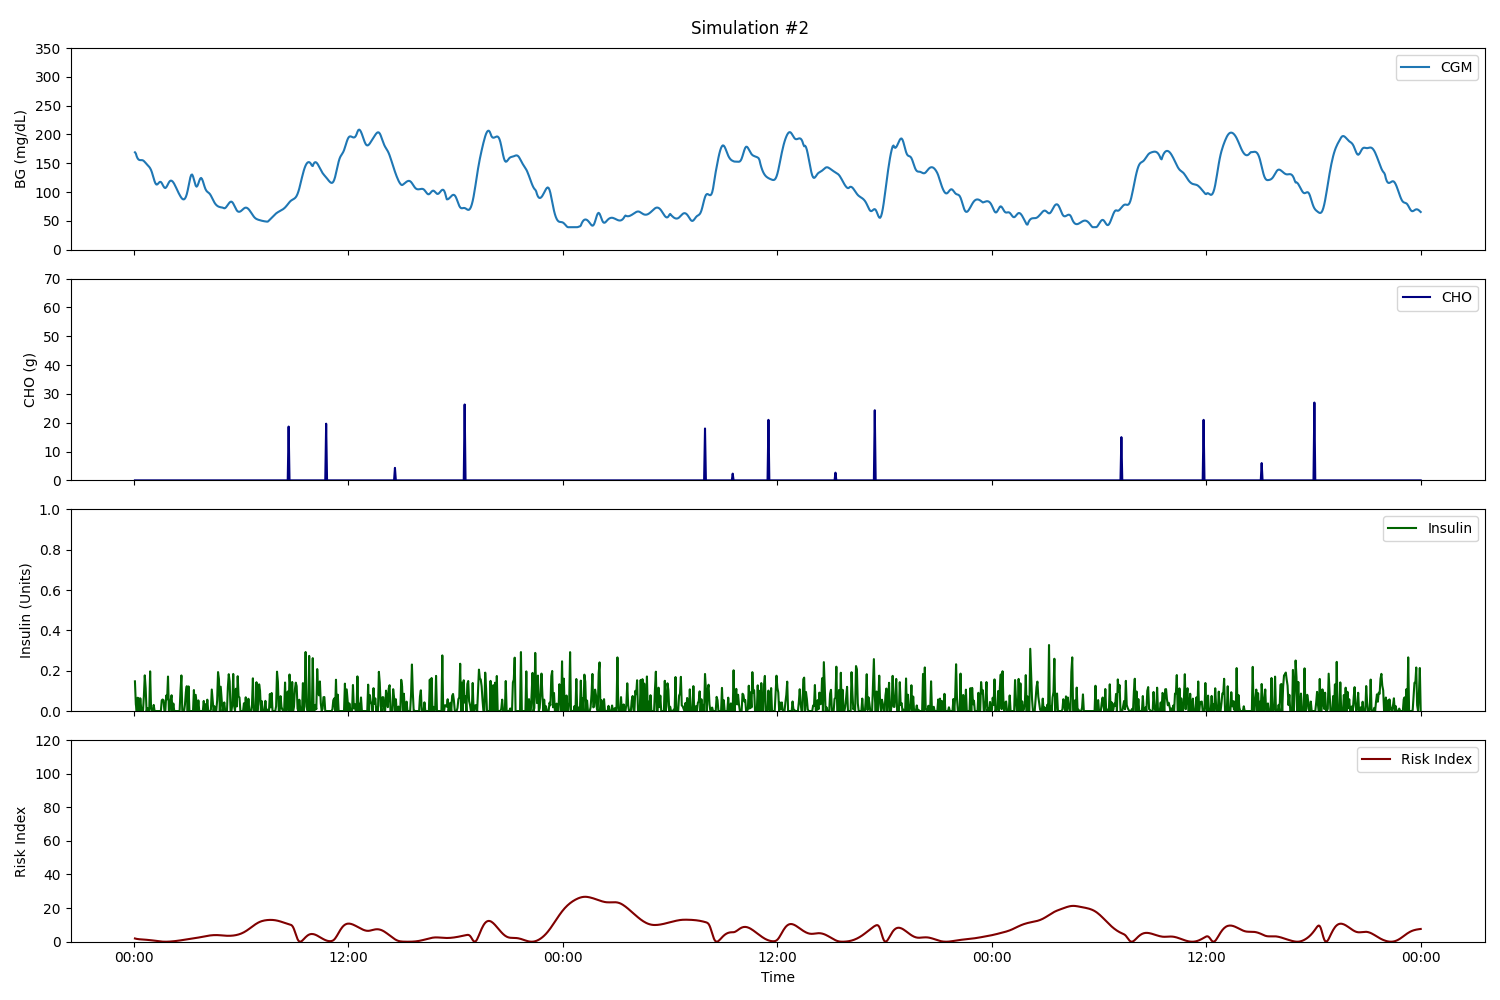 Simulation #2
350
300
250
200
150
100
50
0
BG (mg/dL)
CGM
70
60
50
40
30
20
10
0
CHO (g)
CHO
1.0
0.8
0.6
0.4
0.2
0.0
Insulin (Units)
Insulin
120
100
80
60
40
20
0
Risk Index
Risk Index
00:00 12:00 00:00 12:00 00:00 12:00 00:00
Time